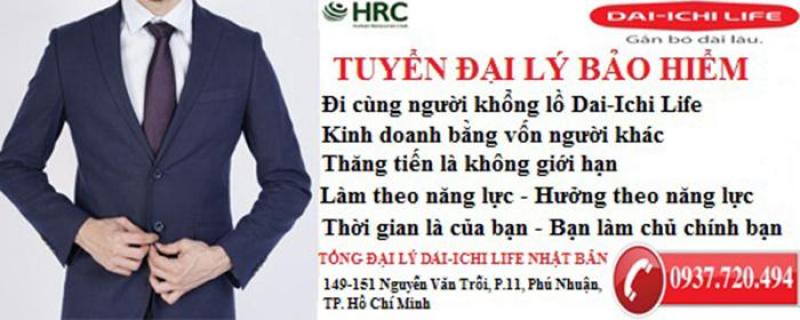 HRC
DAI-ICHI LIFE
Gắn bó dài lâu.
TUYỂN ĐẠI LÝ BẢO HIỂM
Đi cùng người khổng lồ Dai-Ichi Life
Kinh doanh bằng vốn người khác
Thăng tiến là không giới hạn
Làm theo năng lực - Hưởng theo năng lực
Thời gian là của bạn - Bạn làm chủ chính bạn
TỔNG ĐẠI LÝ DAI-ICHI LIFE NHẬT BẢN
149-151 Nguyễn Văn Trỗi, P.11, Phú Nhuận,
TP. Hồ Chí Minh
0937.720.494